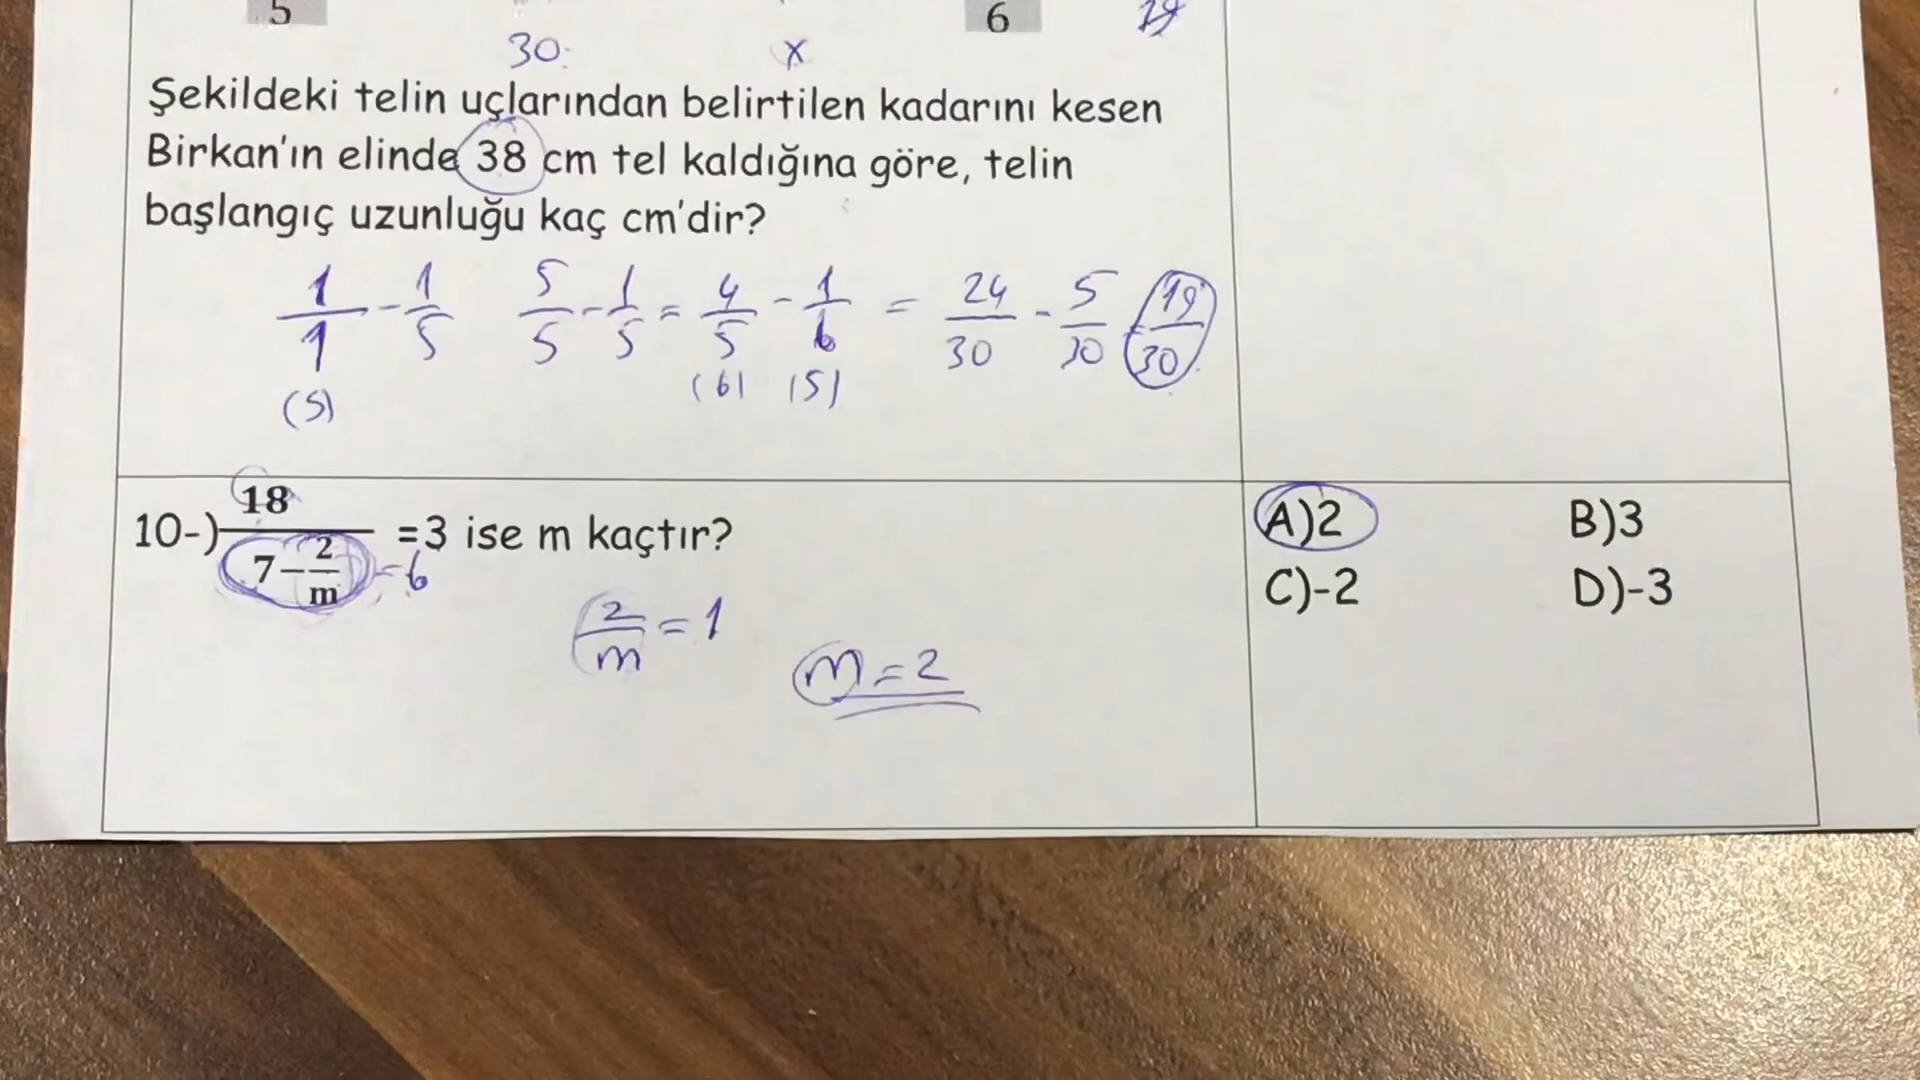 5 6 19
30 x
Şekildeki telin uçlarından belirtilen kadarını kesen
Birkan'ın elinde 38 cm tel kaldığına göre, telin
başlangıç uzunluğu kaç cm'dir?
1/1 - 1/5 5/5 - 1/5 = 4/5 - 1/6 = 24/30 - 5/30 = 19/30
(5) (6) (5)
10-) 18/(7-2/m) =3 ise m kaçtır?
= 6
2/m = 1
m = 2
A)2 B)3
C)-2 D)-3